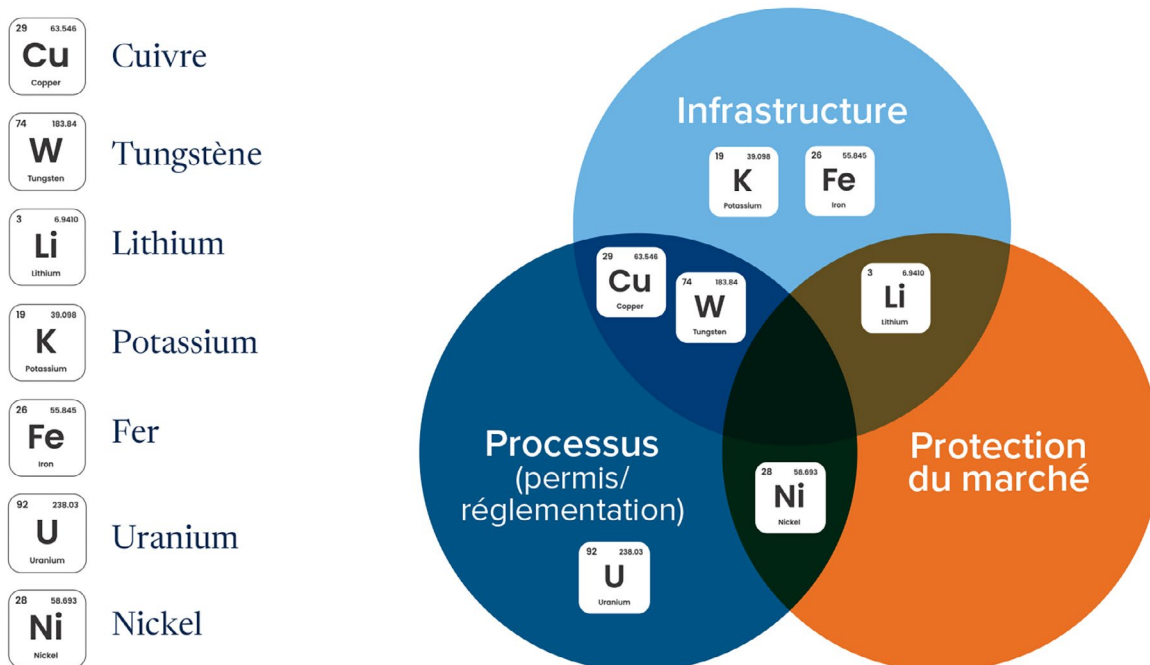 29 63.546
Cu
Copper
Cuivre
74 183.84
W
Tungsten
Tungstène
3 6.9410
Li
Lithium
Lithium
19 39.098
K
Potassium
Potassium
26 55.845
Fe
Iron
Fer
92 238.03
U
Uranium
Uranium
28 58.693
Ni
Nickel
Nickel
Infrastructure
19 39.098
K
Potassium
26 55.845
Fe
Iron
29 63.546
Cu
Copper
74 183.84
W
Tungsten
3 6.9410
Li
Lithium
Processus
(permis/
réglementation)
92 238.03
U
Uranium
28 58.693
Ni
Nickel
Protection
du marché